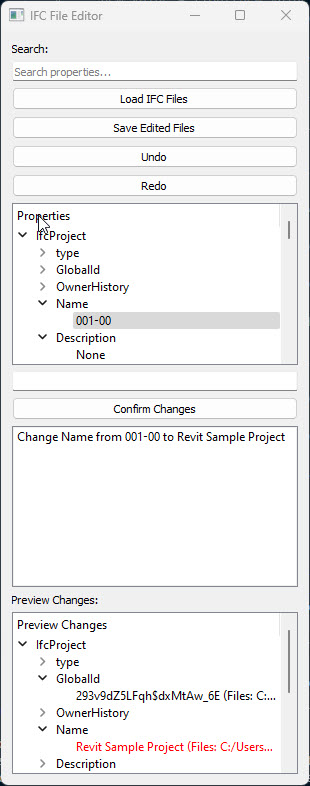 IFC File Editor
Search:
Search properties...
Load IFC Files
Save Edited Files
Undo
Redo
Properties
IfcProject
type
GlobalId
OwnerHistory
Name
001-00
Description
None
Confirm Changes
Change Name from 001-00 to Revit Sample Project
Preview Changes:
Preview Changes
IfcProject
type
GlobalId
293v9dZ5LFqh$dxMtAw_6E (Files: C:...
OwnerHistory
Name
Revit Sample Project (Files: C:/Users...
Description